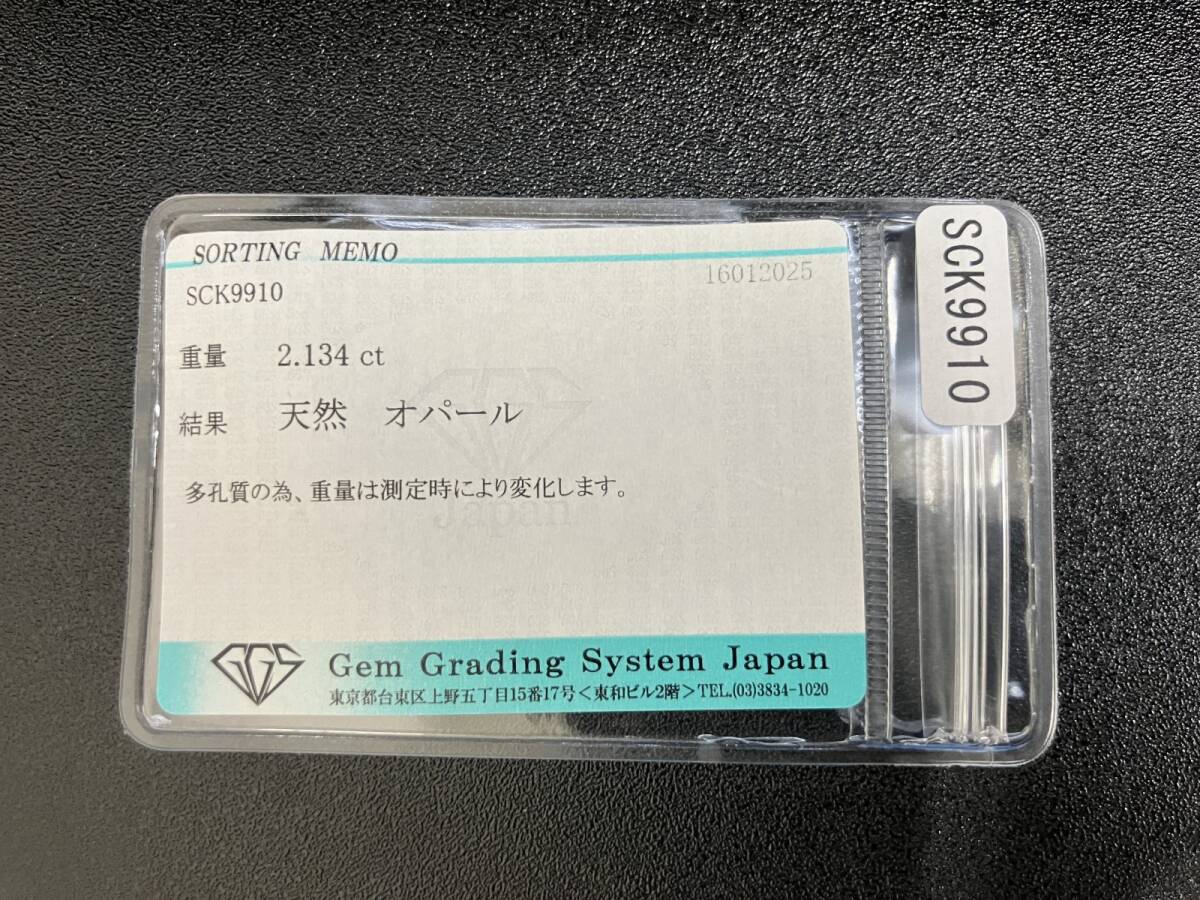 SORTING MEMO
16012025
SCK9910
重量 2.134 ct
結果 天然 オパール
多孔質の為、重量は測定時により変化します。
Japan
GGS
Gem Grading System Japan
東京都台東区上野五丁目15番17号＜東和ビル2階＞TEL.(03)3834-1020
SCK9910